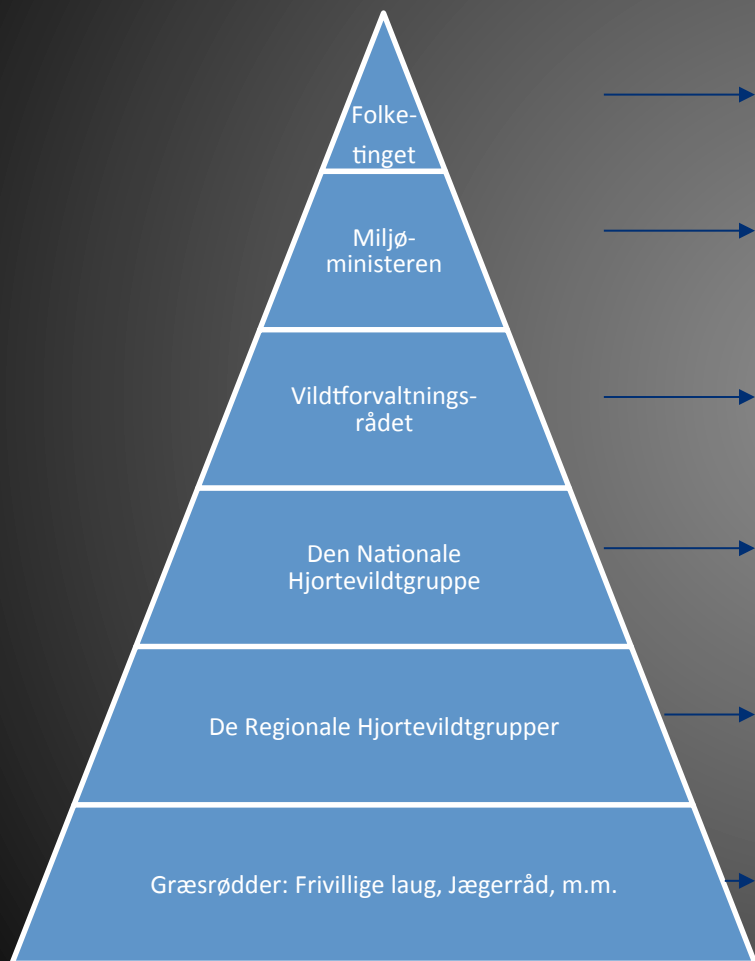 Folke-
tinget
Miljø-
ministeren
Vildtforvaltnings-
rådet
Den Nationale
Hjortevildtgruppe
De Regionale Hjortevildtgrupper
Græsrødder: Frivillige laug, Jægerråd, m.m.